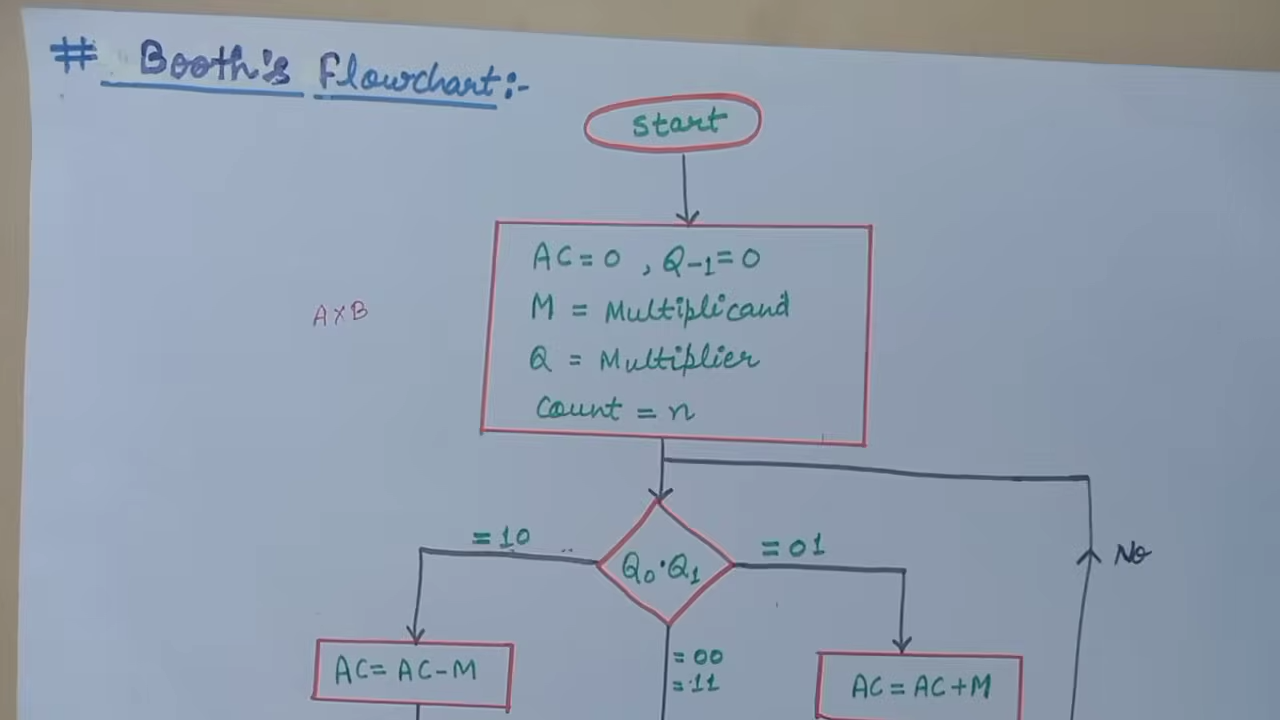 # Booth's Flowchart:-
start
AC = 0 , Q-1 = 0
M = Multiplicand
Q = Multiplier
Count = n
A×B
= 10
Q0·Q1
= 01
No
= 00
= 11
AC = AC - M
AC = AC + M